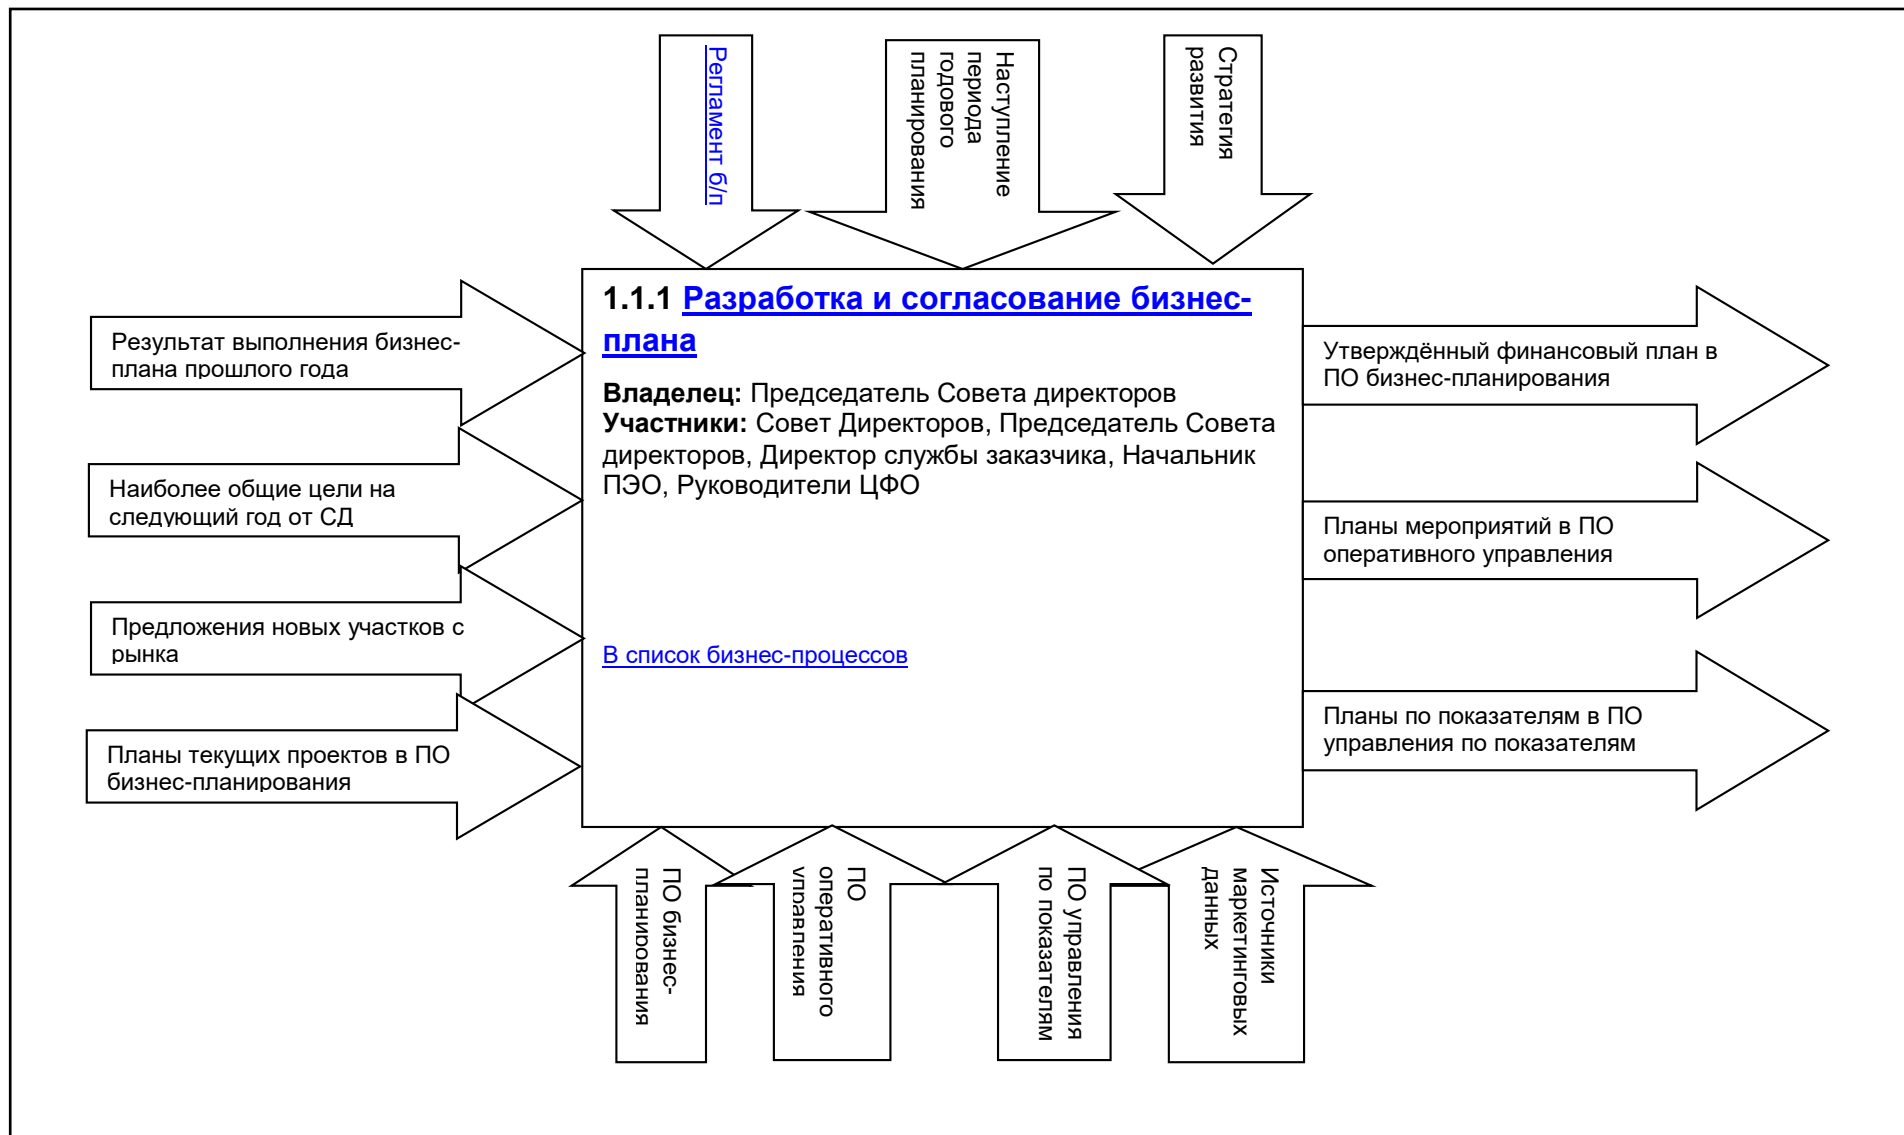 Регламент б/п
Наступление
периода
годового
планирования
Стратегия
развития
Результат выполнения бизнес-
плана прошлого года
Наиболее общие цели на
следующий год от СД
Предложения новых участков с
рынка
Планы текущих проектов в ПО
бизнес-планирования
1.1.1 Разработка и согласование бизнес-
плана
Владелец: Председатель Совета директоров
Участники: Совет Директоров, Председатель Совета
директоров, Директор службы заказчика, Начальник
ПЭО, Руководители ЦФО
В список бизнес-процессов
Утверждённый финансовый план в
ПО бизнес-планирования
Планы мероприятий в ПО
оперативного управления
Планы по показателям в ПО
управления по показателям
ПО бизнес-
планирования
ПО
оперативного
управления
ПО управления
по показателям
Источники
маркетинговых
данных